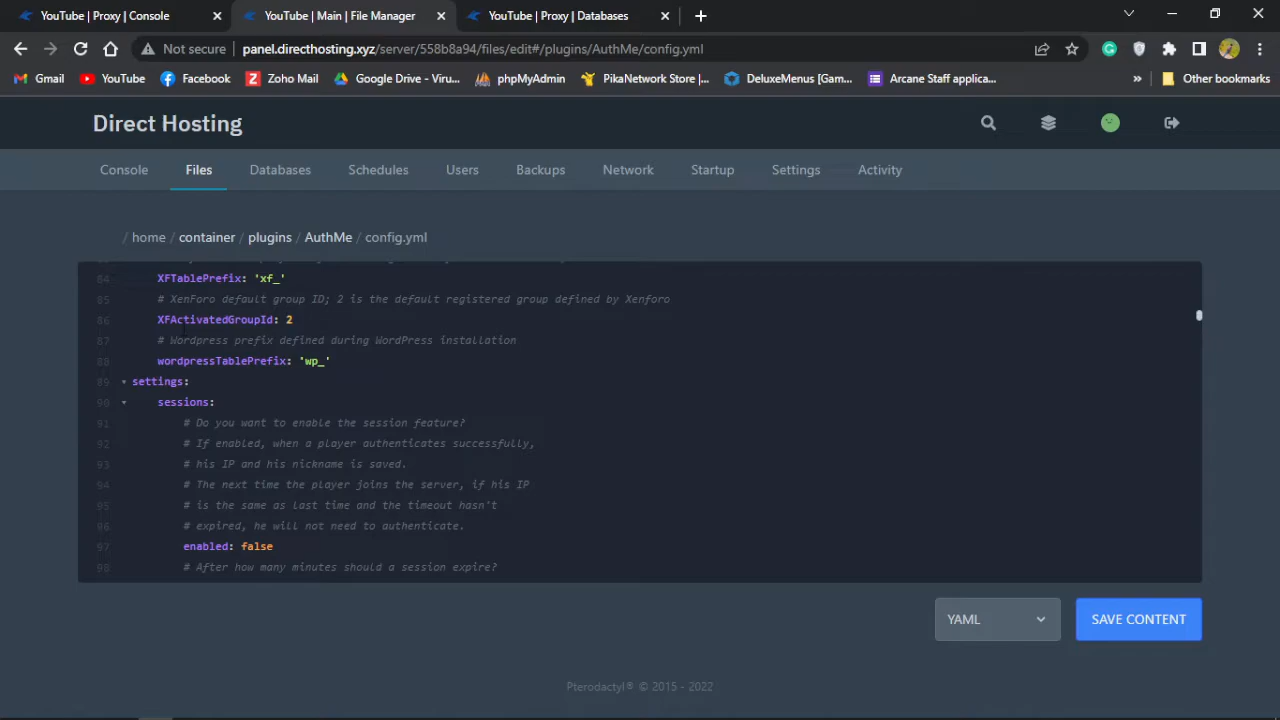 YouTube | Proxy | Console
YouTube | Main | File Manager
YouTube | Proxy | Databases
Not secure
panel.directhosting.xyz/server/558b8a94/files/edit#/plugins/AuthMe/config.yml
Gmail
YouTube
Facebook
Zoho Mail
Google Drive - Viru...
phpMyAdmin
PikaNetwork Store |...
DeluxeMenus [Gam...
Arcane Staff applica...
»
Other bookmarks
Direct Hosting
Console
Files
Databases
Schedules
Users
Backups
Network
Startup
Settings
Activity
/ home / container / plugins / AuthMe / config.yml
84 XFTablePrefix: 'xf_'
85 # XenForo default group ID; 2 is the default registered group defined by Xenforo
86 XFActivatedGroupId: 2
87 # Wordpress prefix defined during WordPress installation
88 wordpressTablePrefix: 'wp_'
89 settings:
90 sessions:
91 # Do you want to enable the session feature?
92 # If enabled, when a player authenticates successfully,
93 # his IP and his nickname is saved.
94 # The next time the player joins the server, if his IP
95 # is the same as last time and the timeout hasn't
96 # expired, he will not need to authenticate.
97 enabled: false
98 # After how many minutes should a session expire?
YAML
SAVE CONTENT
Pterodactyl® © 2015 - 2022